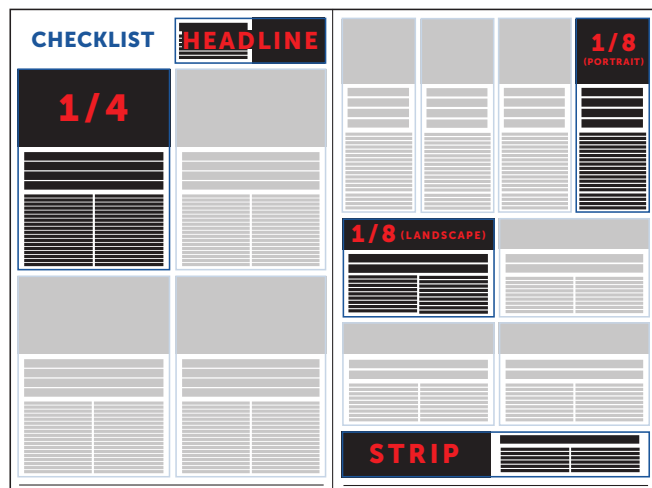 CHECKLIST
HEADLINE
1/4
1/8
(PORTRAIT)
1/8 (LANDSCAPE)
STRIP